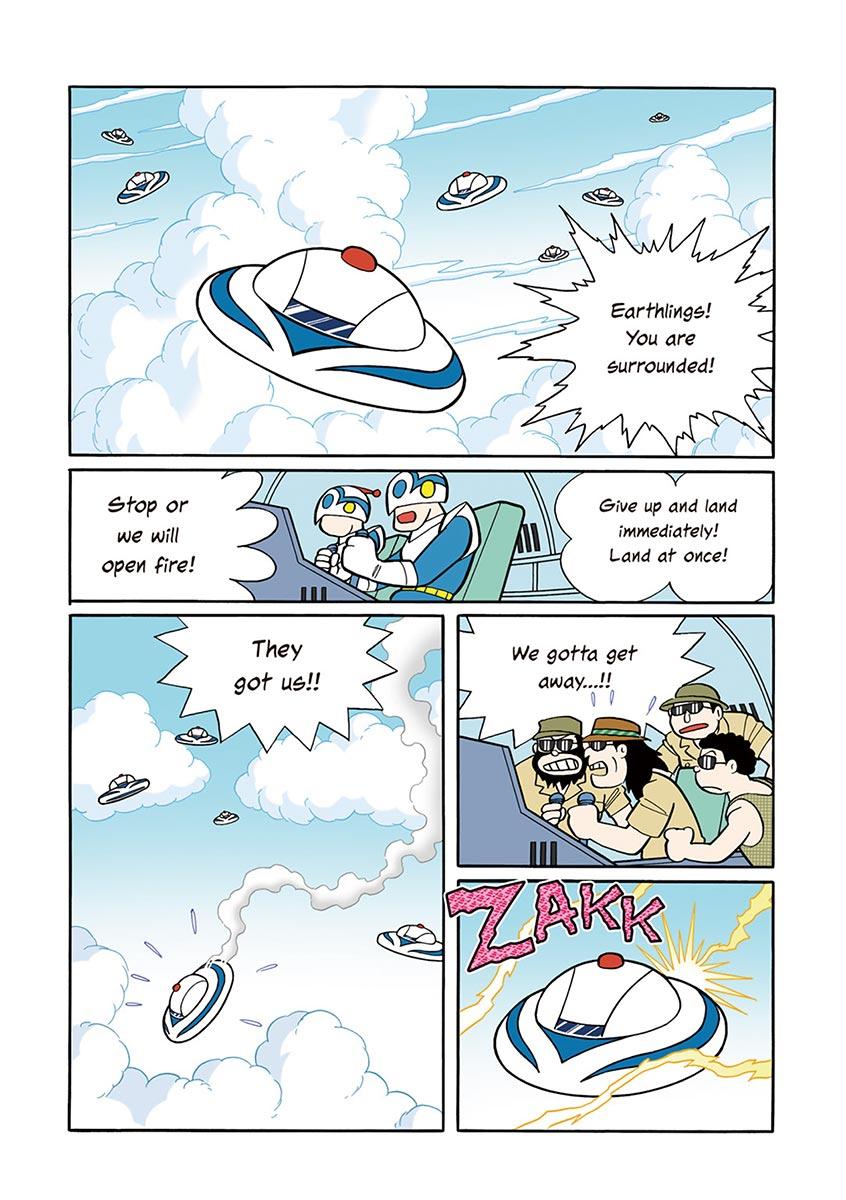 Earthlings!
You are
surrounded!
Give up and land
immediately!
Land at once!
Stop or
we will
open fire!
We gotta get
away...!!
ZAKK
They
got us!!